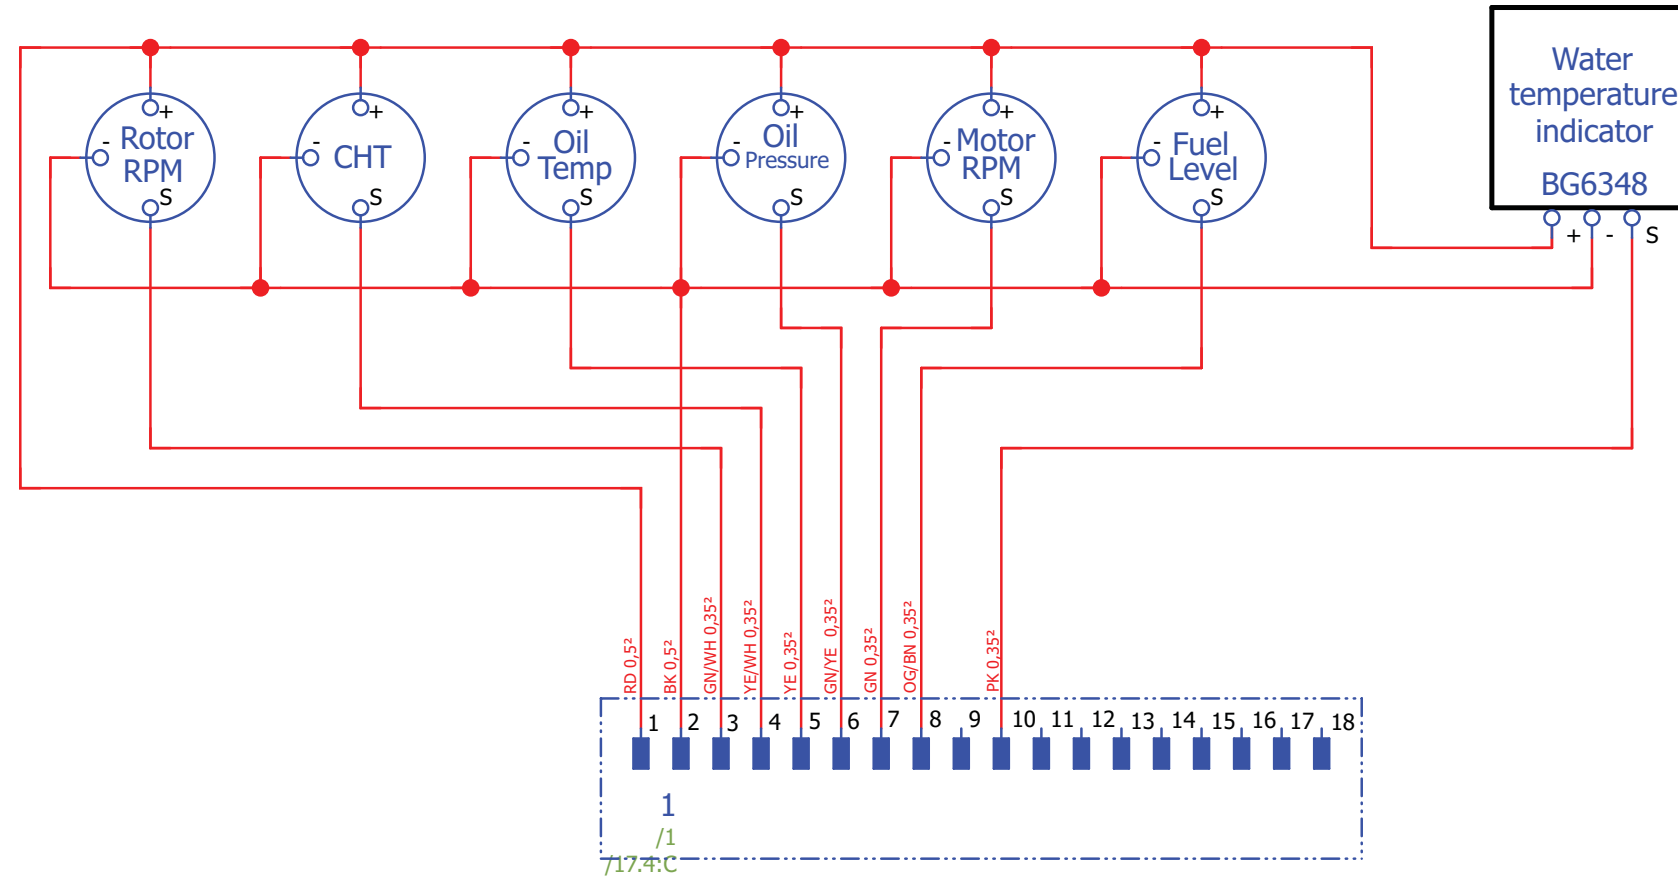 Water
temperature
indicator
BG6348
+ - S
+ + + + + +
- - - - - -
Rotor
RPM
CHT
Oil
Temp
Oil
Pressure
Motor
RPM
Fuel
Level
S S S S S S
RD 0,5²
BK 0,5²
GN/WH 0,35²
YE/WH 0,35²
YE 0,35²
GN/YE 0,35²
GN 0,35²
OG/BN 0,35²
PK 0,35²
1 2 3 4 5 6 7 8 9 10 11 12 13 14 15 16 17 18
1
/1
/17.4:C